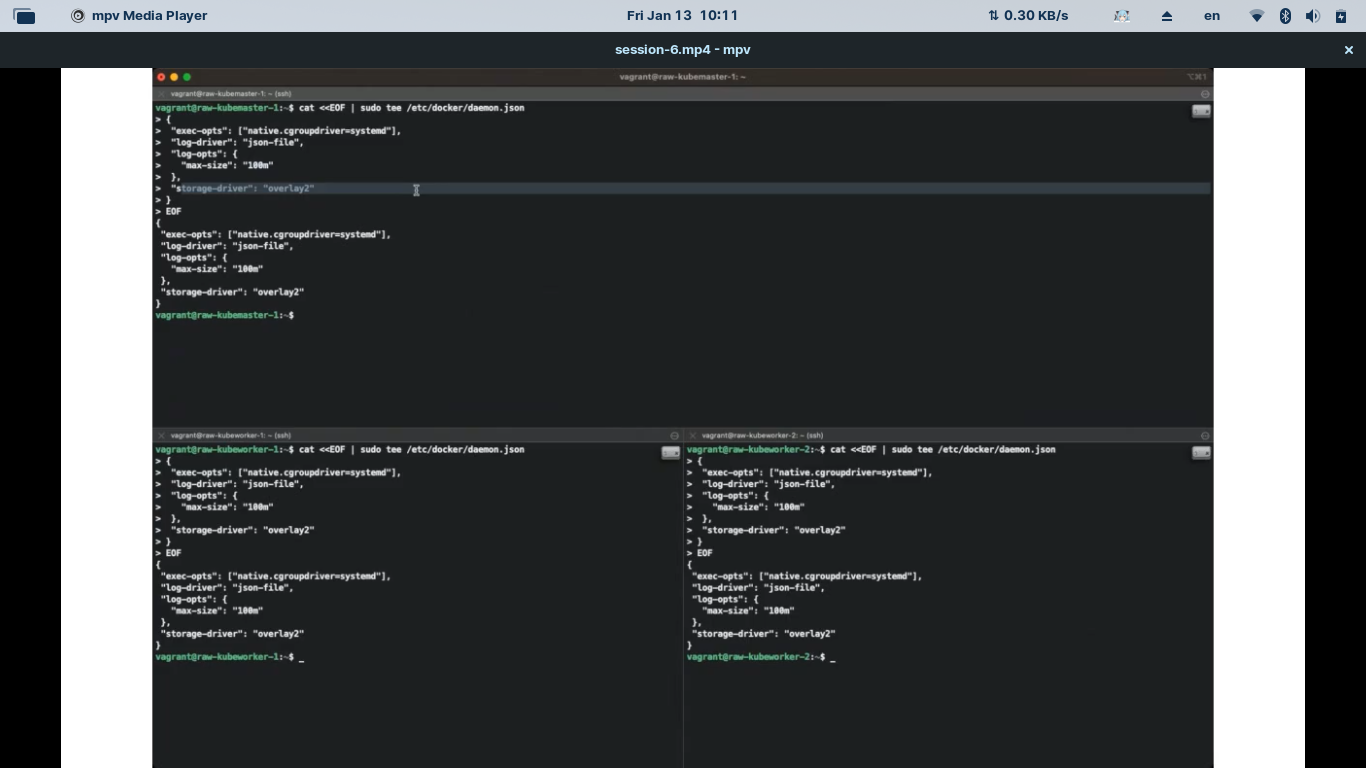 mpv Media Player
Fri Jan 13 10:11
0.30 KB/s
en
session-6.mp4 - mpv
vagrant@raw-kubemaster-1: ~
vagrant@raw-kubemaster-1: ~ (ssh)
vagrant@raw-kubemaster-1:~$ cat <<EOF | sudo tee /etc/docker/daemon.json
> {
>  "exec-opts": ["native.cgroupdriver=systemd"],
>  "log-driver": "json-file",
>  "log-opts": {
>    "max-size": "100m"
>  },
>  "storage-driver": "overlay2"
> }
> EOF
{
 "exec-opts": ["native.cgroupdriver=systemd"],
 "log-driver": "json-file",
 "log-opts": {
   "max-size": "100m"
 },
 "storage-driver": "overlay2"
}
vagrant@raw-kubemaster-1:~$
vagrant@raw-kubeworker-1: ~ (ssh)
vagrant@raw-kubeworker-1:~$ cat <<EOF | sudo tee /etc/docker/daemon.json
> {
>  "exec-opts": ["native.cgroupdriver=systemd"],
>  "log-driver": "json-file",
>  "log-opts": {
>    "max-size": "100m"
>  },
>  "storage-driver": "overlay2"
> }
> EOF
{
 "exec-opts": ["native.cgroupdriver=systemd"],
 "log-driver": "json-file",
 "log-opts": {
   "max-size": "100m"
 },
 "storage-driver": "overlay2"
}
vagrant@raw-kubeworker-1:~$ _
vagrant@raw-kubeworker-2: ~ (ssh)
vagrant@raw-kubeworker-2:~$ cat <<EOF | sudo tee /etc/docker/daemon.json
> {
>  "exec-opts": ["native.cgroupdriver=systemd"],
>  "log-driver": "json-file",
>  "log-opts": {
>    "max-size": "100m"
>  },
>  "storage-driver": "overlay2"
> }
> EOF
{
 "exec-opts": ["native.cgroupdriver=systemd"],
 "log-driver": "json-file",
 "log-opts": {
   "max-size": "100m"
 },
 "storage-driver": "overlay2"
}
vagrant@raw-kubeworker-2:~$ _